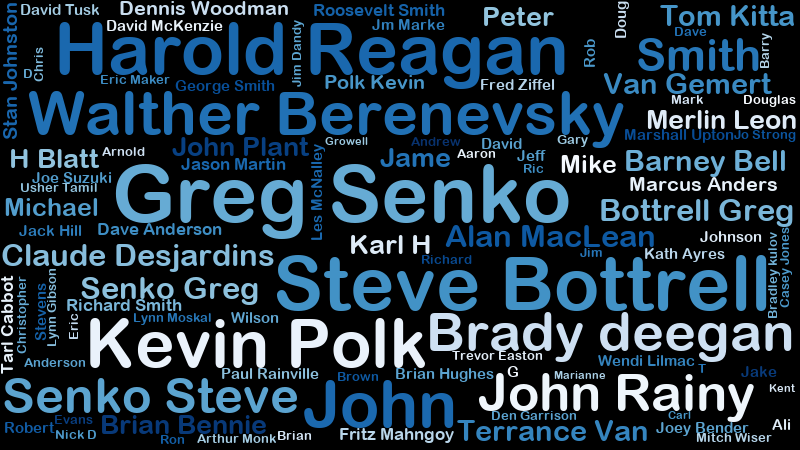 David Tusk
Dennis Woodman
Roosevelt Smith
Peter
Doug
Tom Kitta
David McKenzie
Jm Marke
Dave
Stan Johnston
Chris
D
Harold Reagan
Jim Dandy
Rob
Smith
Barry
Eric Maker
George Smith
Polk Kevin
Fred Ziffel
Van Gemert
Walther Berenevsky
Mark
Douglas
Merlin Leon
Marshall Upton
Jo Strong
H Blatt
Arnold
John Plant
Growell
Andrew
David
Gary
Jason Martin
Les McNalley
Jame
Aaron
Jeff
Ric
Mike
Barney Bell
Joe Suzuki
Usher Tamil
Marcus Anders
Greg Senko
Michael
Bottrell Greg
Jack Hill
Dave Anderson
Karl H
Alan MacLean
Johnson
Bradley kulov
Casey Jones
Claude Desjardins
Richard
Jim
Kath Ayres
Tarl Cabbot
Christopher
Stevens
Lynn Gibson
Senko Greg
Steve Bottrell
Richard Smith
Eric
Lynn Moskal
Wilson
Kevin Polk
Brady deegan
Anderson
Trevor Easton
Wendi Lilmac
T
Paul Rainville
Brown
Brian Hughes
G
Marianne
Jake
Kent
Senko Steve
John
John Rainy
Evans
Robert
Nick D
Brian Bennie
Ron
Arthur Monk
Brian
Fritz Mahngoy
Den Garrison
Terrance Van
Carl
Joey Bender
Mitch Wiser
Ali